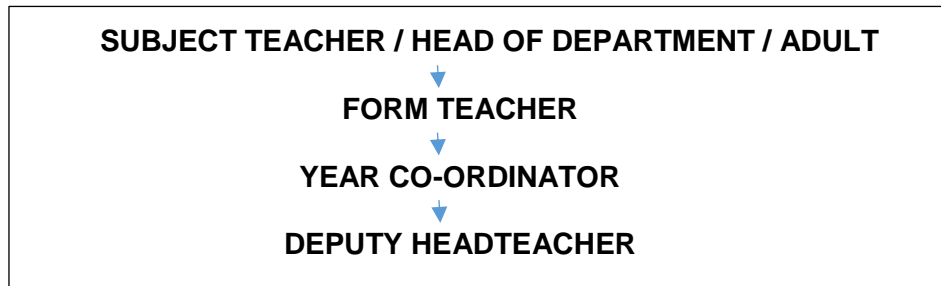 SUBJECT TEACHER / HEAD OF DEPARTMENT / ADULT
FORM TEACHER
YEAR CO-ORDINATOR
DEPUTY HEADTEACHER